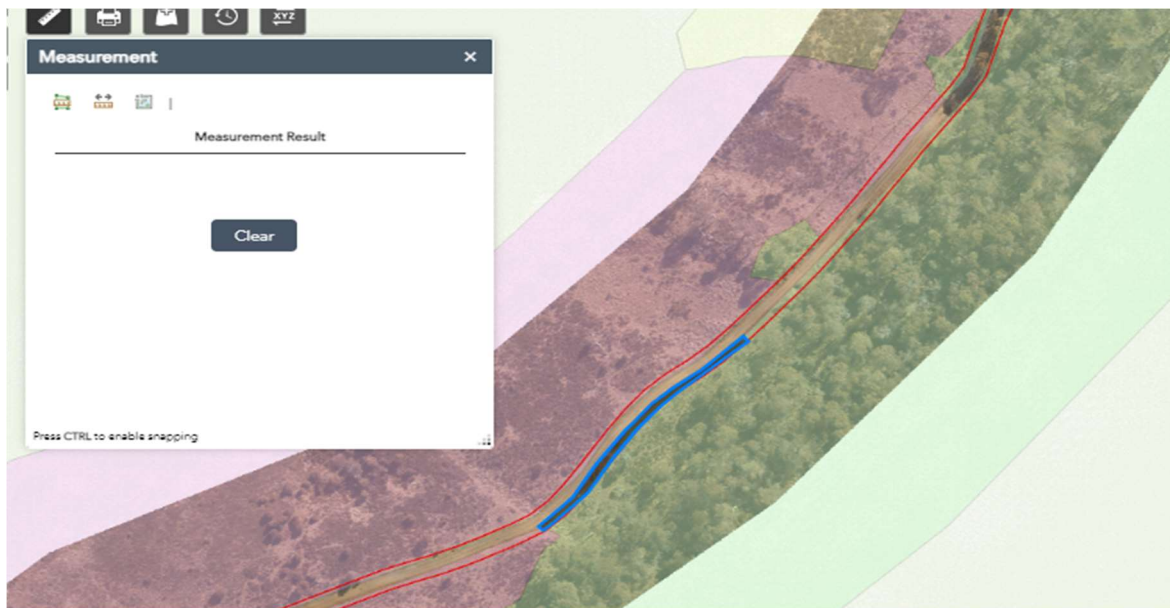 XYZ
Measurement ×
|
Measurement Result
Clear
Press CTRL to enable snapping